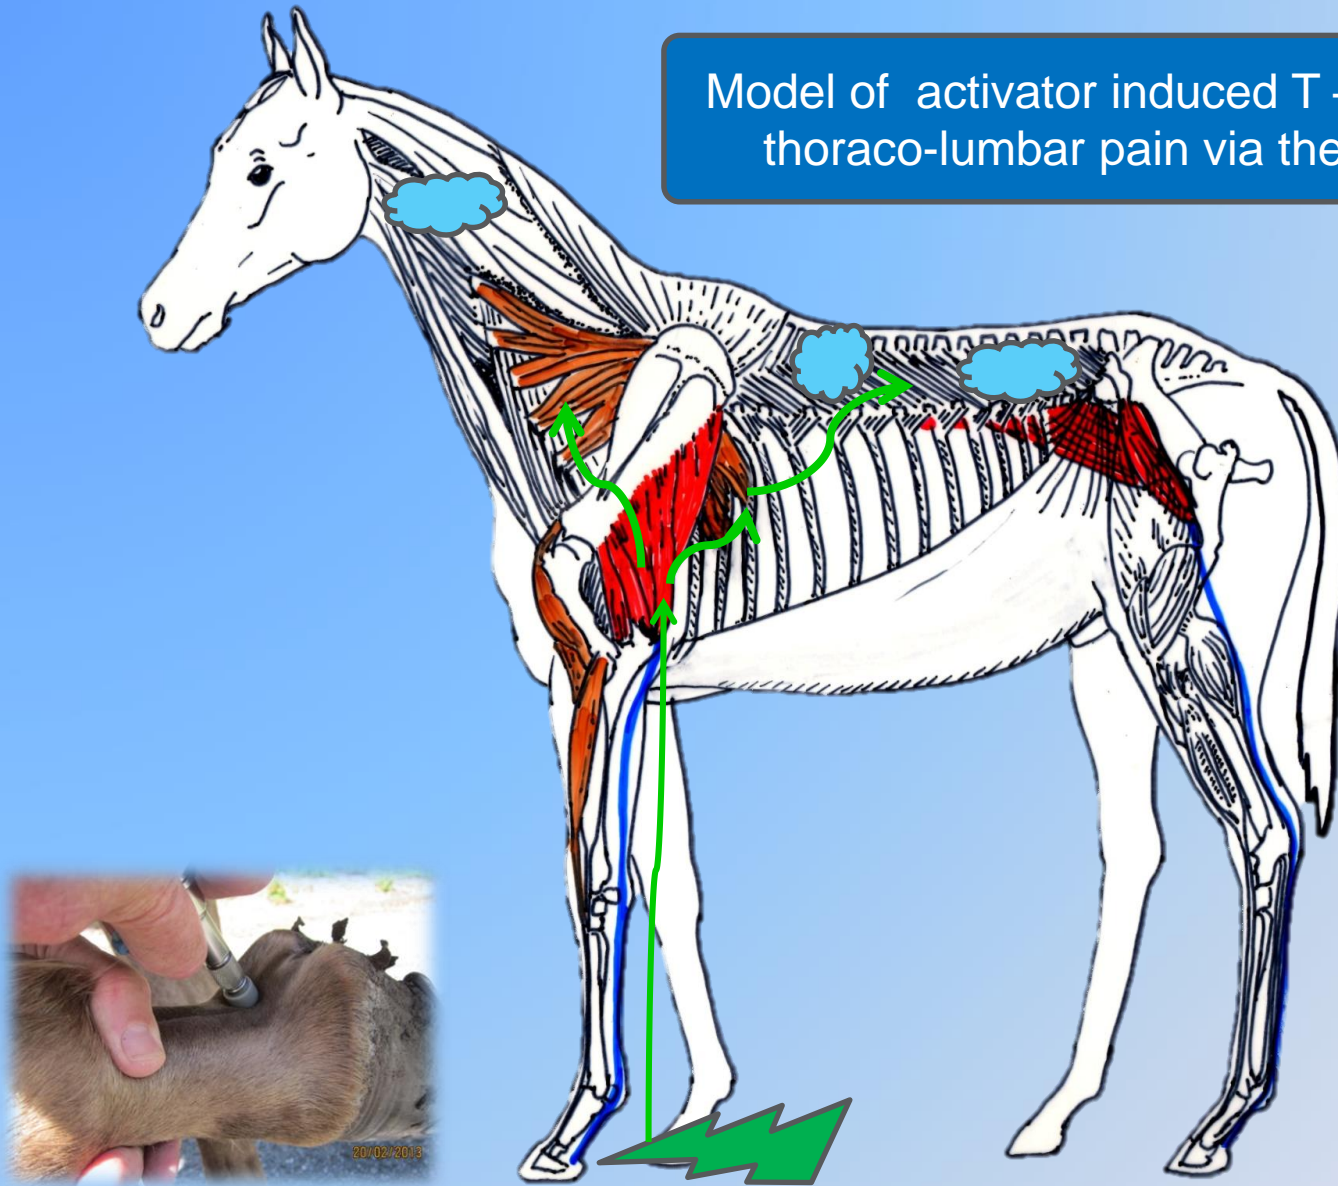 Model of activator induced T -
thoraco-lumbar pain via the
20/02/2013